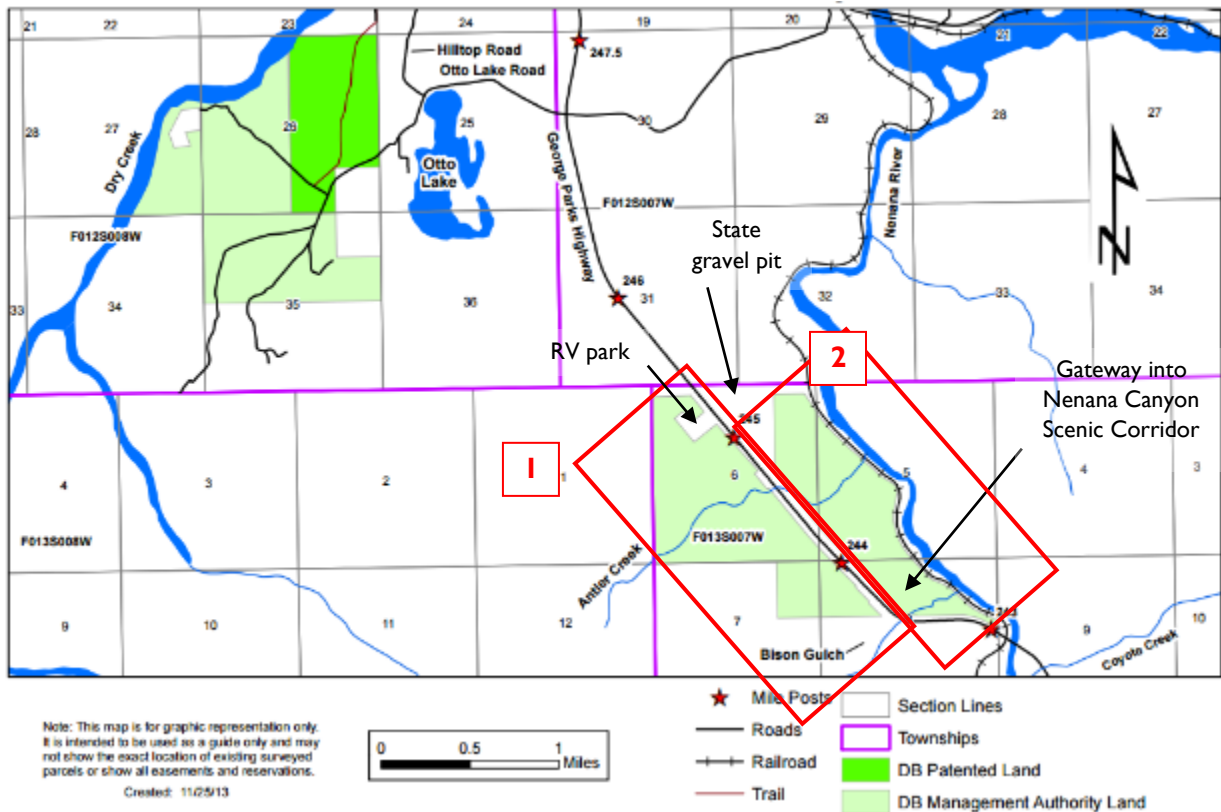 21
22
23
24
19
20
21
22
247.5
Hilltop Road
Otto Lake Road
28
27
26
25
30
29
28
27
Dry Creek
Otto
Lake
George Parks Highway
Nenana River
F012S008W
F012S007W
State
gravel pit
33
34
35
36
246
31
32
33
34
RV park
2
Gateway into
Nenana Canyon
Scenic Corridor
245
1
4
3
2
1
6
5
4
3
F013S008W
F013S007W
244
Antler Creek
9
10
11
12
7
243
9
10
Bison Gulch
Coyote Creek
Note: This map is for graphic representation only.
It is intended to be used as a guide only and may
not show the exact location of existing surveyed
parcels or show all easements and reservations.
Created: 11/25/13
0 0.5 1
Miles
Mile Posts
Roads
Railroad
Trail
Section Lines
Townships
DB Patented Land
DB Management Authority Land